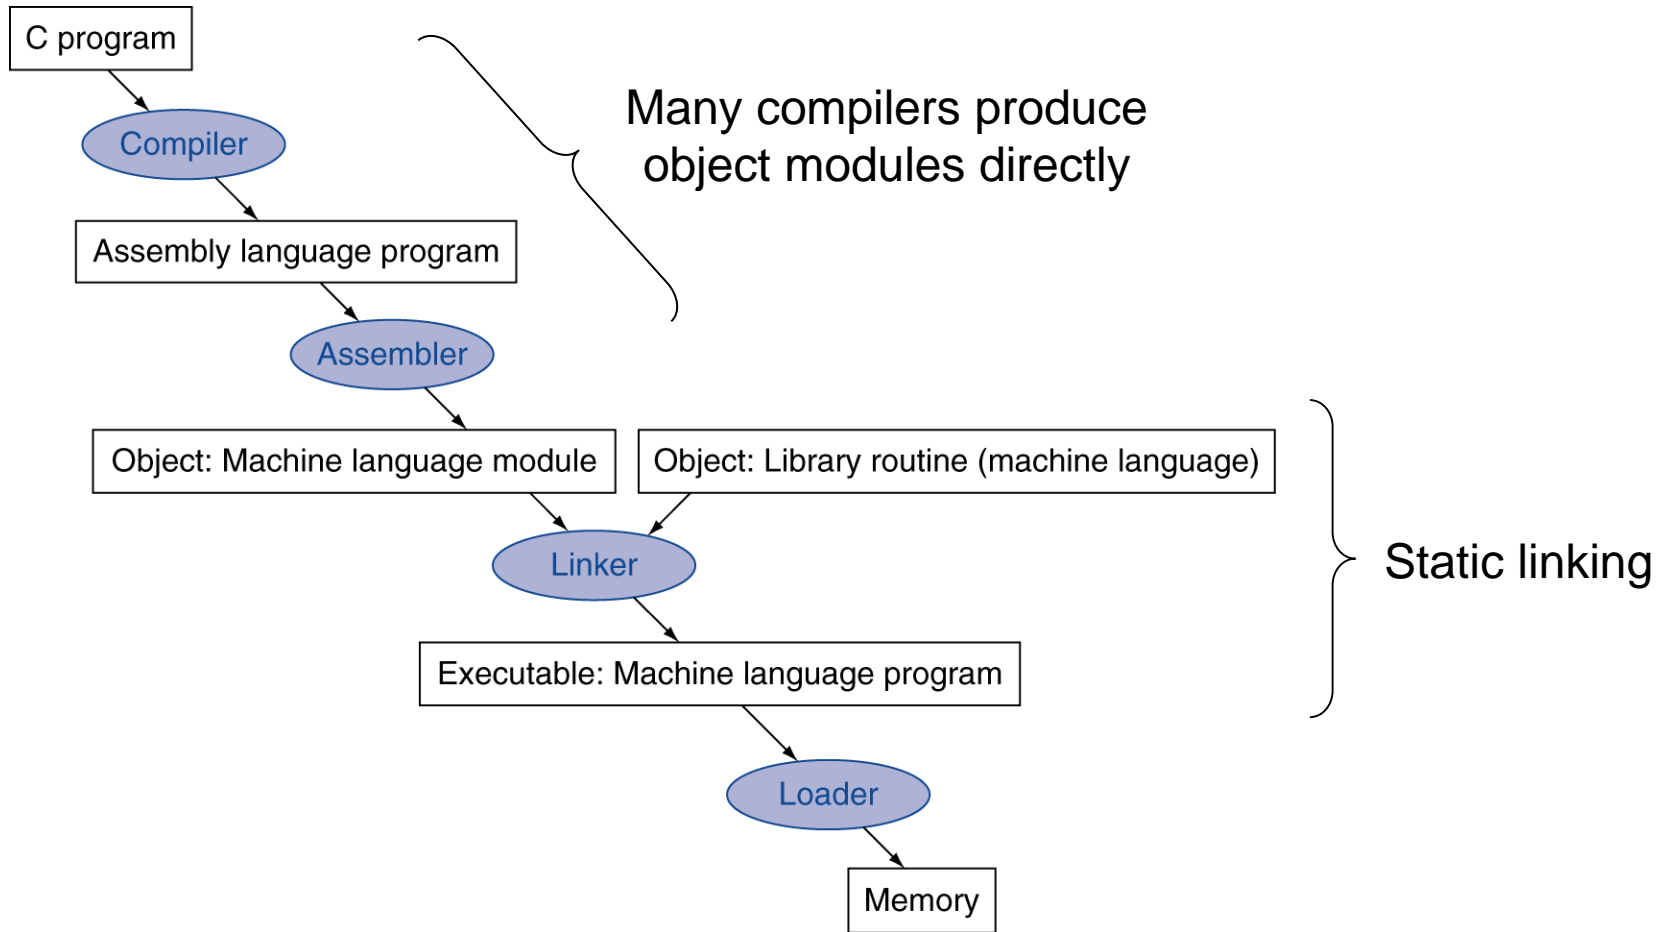 C program
Many compilers produce
object modules directly
Compiler
Assembly language program
Assembler
Object: Machine language module
Object: Library routine (machine language)
Linker
Static linking
Executable: Machine language program
Loader
Memory